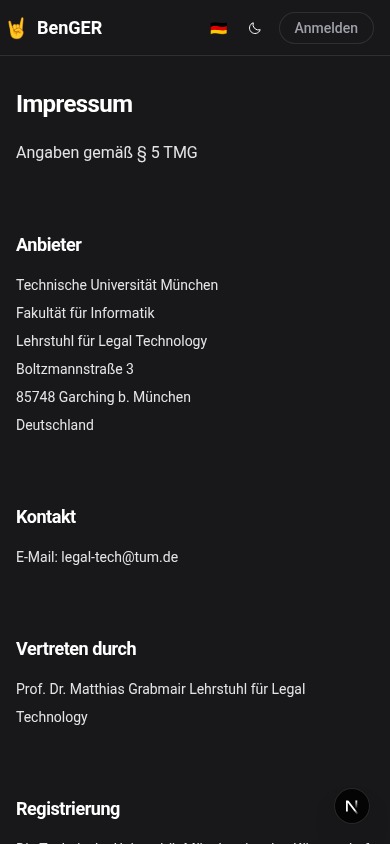 BenGER
Anmelden
Impressum
Angaben gemäß § 5 TMG
Anbieter
Technische Universität München
Fakultät für Informatik
Lehrstuhl für Legal Technology
Boltzmannstraße 3
85748 Garching b. München
Deutschland
Kontakt
E-Mail: legal-tech@tum.de
Vertreten durch
Prof. Dr. Matthias Grabmair Lehrstuhl für Legal
Technology
Registrierung